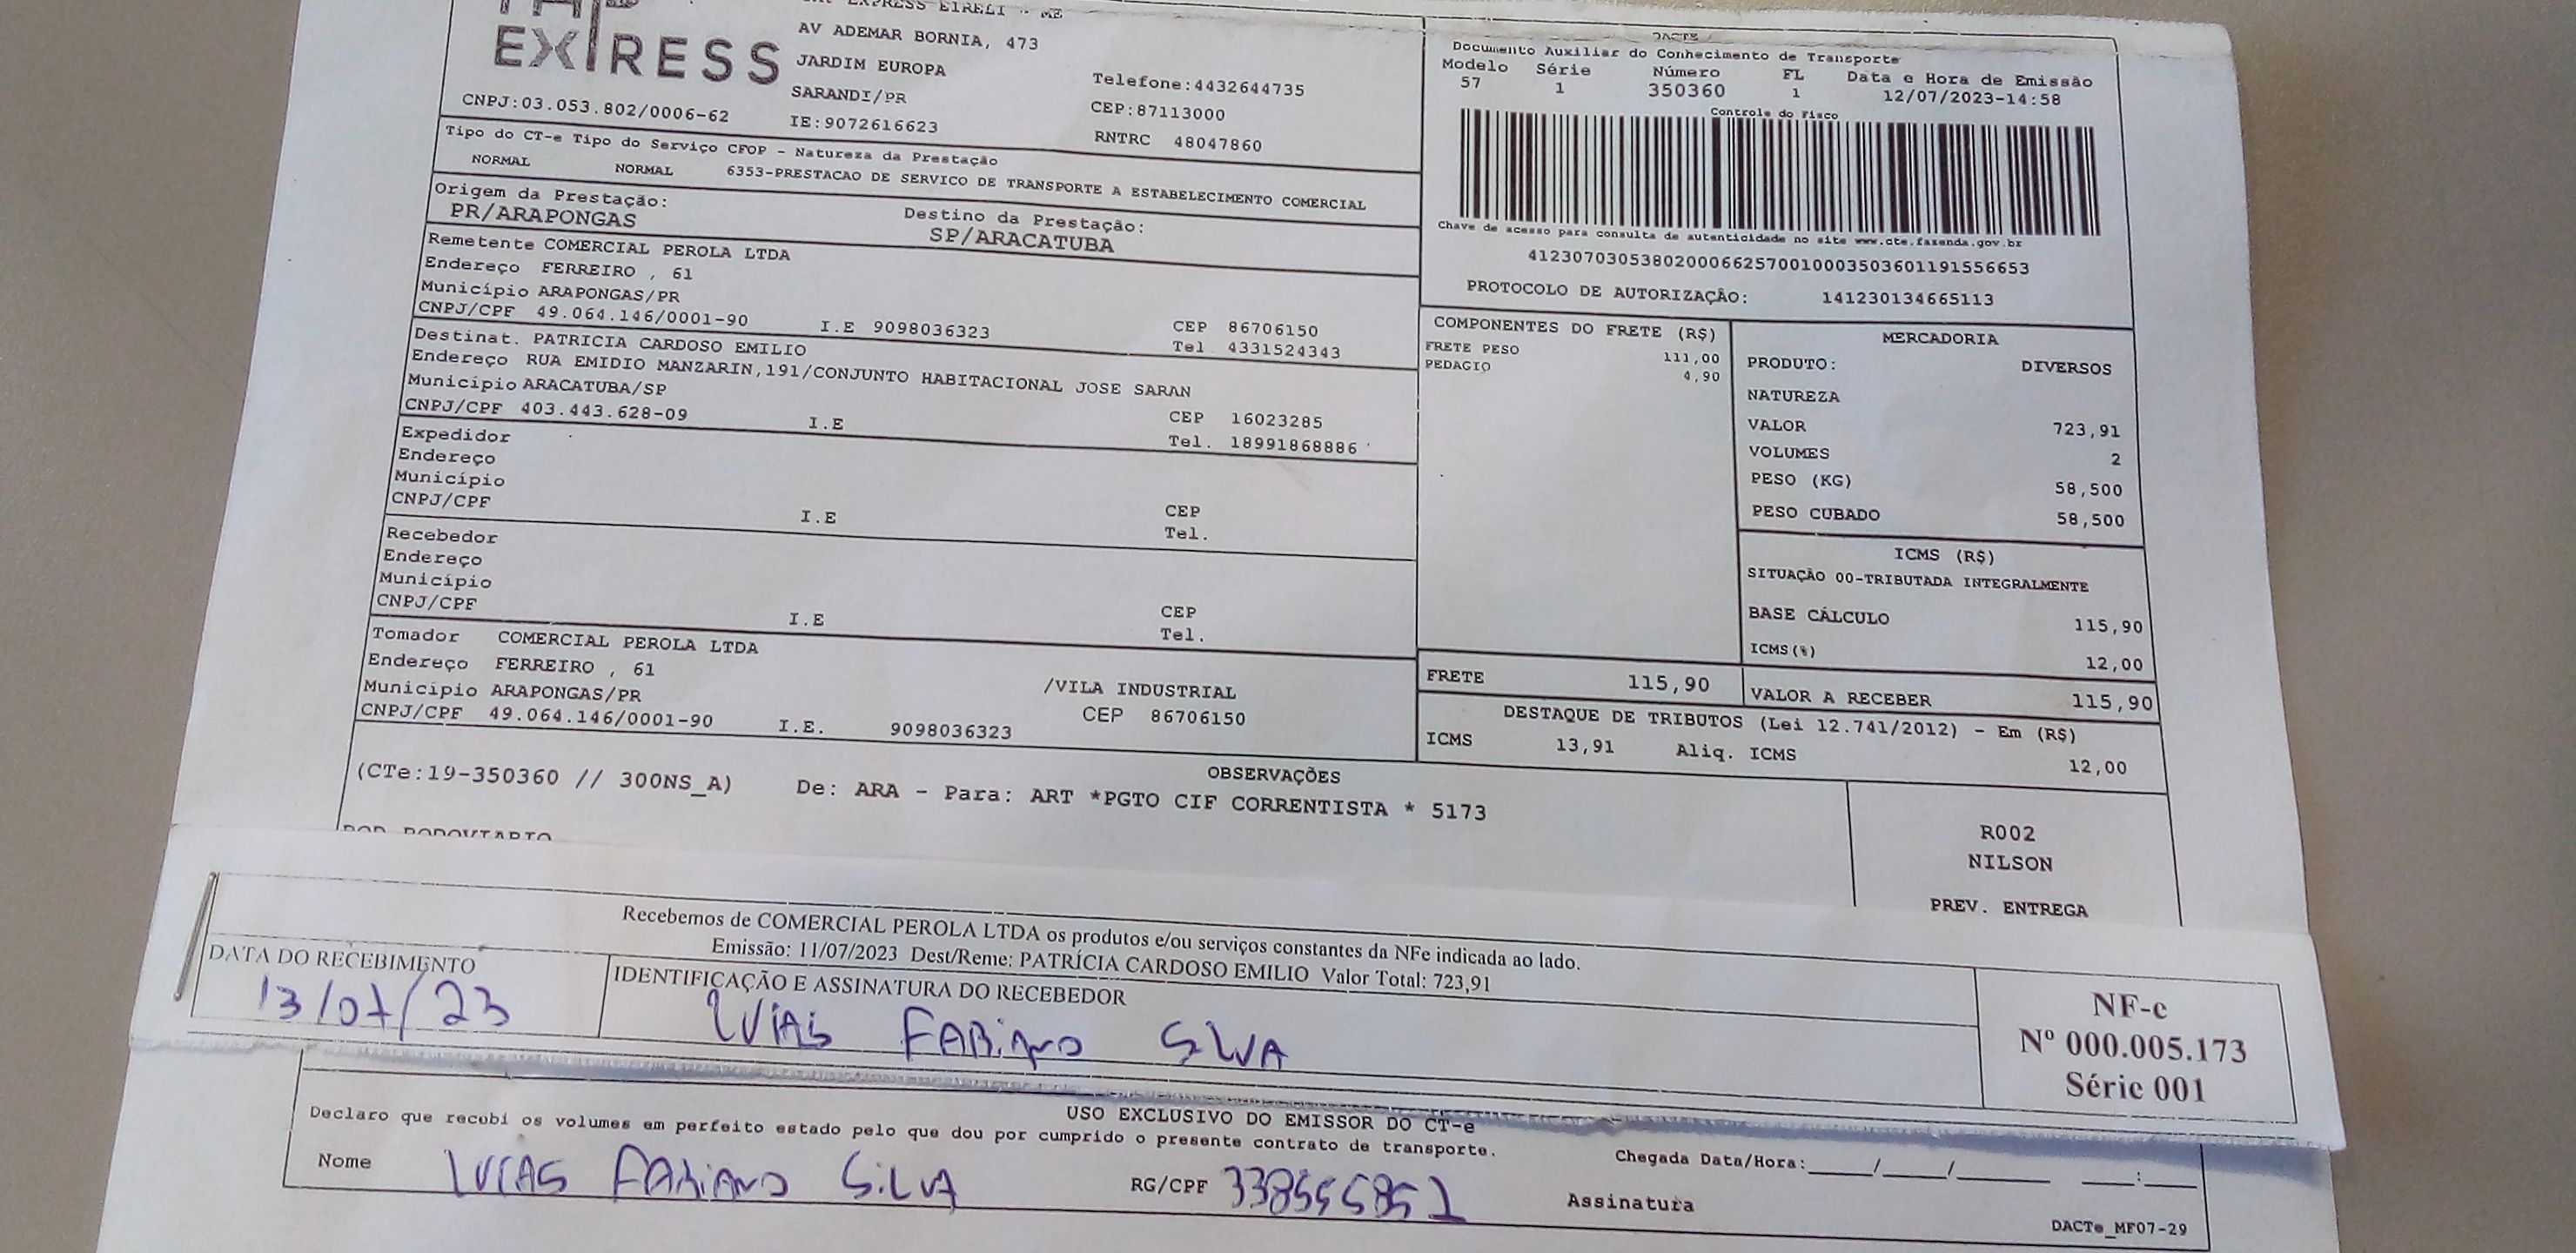 EXPRESS
EXPRESS EIRELI - ME
AV ADEMAR BORNIA, 473
JARDIM EUROPA
SARANDI/PR
Telefone:4432644735
CEP:87113000
CNPJ:03.053.802/0006-62
IE:9072616623
RNTRC 48047860
Tipo do CT-e Tipo do Serviço CFOP - Natureza da Prestação
NORMAL NORMAL 6353-PRESTACAO DE SERVICO DE TRANSPORTE A ESTABELECIMENTO COMERCIAL
Origem da Prestação: Destino da Prestação:
PR/ARAPONGAS SP/ARACATUBA
Remetente COMERCIAL PEROLA LTDA
Endereço FERREIRO , 61
Município ARAPONGAS/PR CEP 86706150
CNPJ/CPF 49.064.146/0001-90 I.E 9098036323 Tel 4331524343
Destinat. PATRICIA CARDOSO EMILIO
Endereço RUA EMIDIO MANZARIN,191/CONJUNTO HABITACIONAL JOSE SARAN
Município ARACATUBA/SP CEP 16023285
CNPJ/CPF 403.443.628-09 I.E Tel. 18991868886
Expedidor
Endereço
Município CEP
CNPJ/CPF I.E Tel.
Recebedor
Endereço
Município CEP
CNPJ/CPF I.E Tel.
Tomador COMERCIAL PEROLA LTDA
Endereço FERREIRO , 61 /VILA INDUSTRIAL
Município ARAPONGAS/PR CEP 86706150
CNPJ/CPF 49.064.146/0001-90 I.E. 9098036323
DACTE
Documento Auxiliar do Conhecimento de Transporte
Modelo Série Número FL Data e Hora de Emissão
57 1 350360 1 12/07/2023-14:58
Controle do Fisco
Chave de acesso para consulta de autenticidade no site www.cte.fazenda.gov.br
41230703053802000662570010003503601191556653
PROTOCOLO DE AUTORIZAÇÃO: 141230134665113
COMPONENTES DO FRETE (R$)
FRETE PESO 111,00
PEDAGIO 4,90
MERCADORIA
PRODUTO: DIVERSOS
NATUREZA
VALOR 723,91
VOLUMES 2
PESO (KG) 58,500
PESO CUBADO 58,500
ICMS (R$)
SITUAÇÃO 00-TRIBUTADA INTEGRALMENTE
BASE CÁLCULO 115,90
ICMS(%) 12,00
FRETE 115,90 VALOR A RECEBER 115,90
DESTAQUE DE TRIBUTOS (Lei 12.741/2012) - Em (R$)
ICMS 13,91 Aliq. ICMS 12,00
OBSERVAÇÕES
(CTe:19-350360 // 300NS_A) De: ARA - Para: ART *PGTO CIF CORRENTISTA * 5173
R002
NILSON
PREV. ENTREGA
Recebemos de COMERCIAL PEROLA LTDA os produtos e/ou serviços constantes da NFe indicada ao lado.
Emissão: 11/07/2023 Dest/Reme: PATRÍCIA CARDOSO EMILIO Valor Total: 723,91
DATA DO RECEBIMENTO
13/07/23
IDENTIFICAÇÃO E ASSINATURA DO RECEBEDOR
LUCAS FABIANO SILVA
NF-e
Nº 000.005.173
Série 001
USO EXCLUSIVO DO EMISSOR DO CT-e
Declaro que recebi os volumes em perfeito estado pelo que dou por cumprido o presente contrato de transporte.
Nome LUCAS FABIANO SILVA RG/CPF 338555851
Chegada Data/Hora:____/____/______ ___:___
Assinatura
DACTe_MF07-29